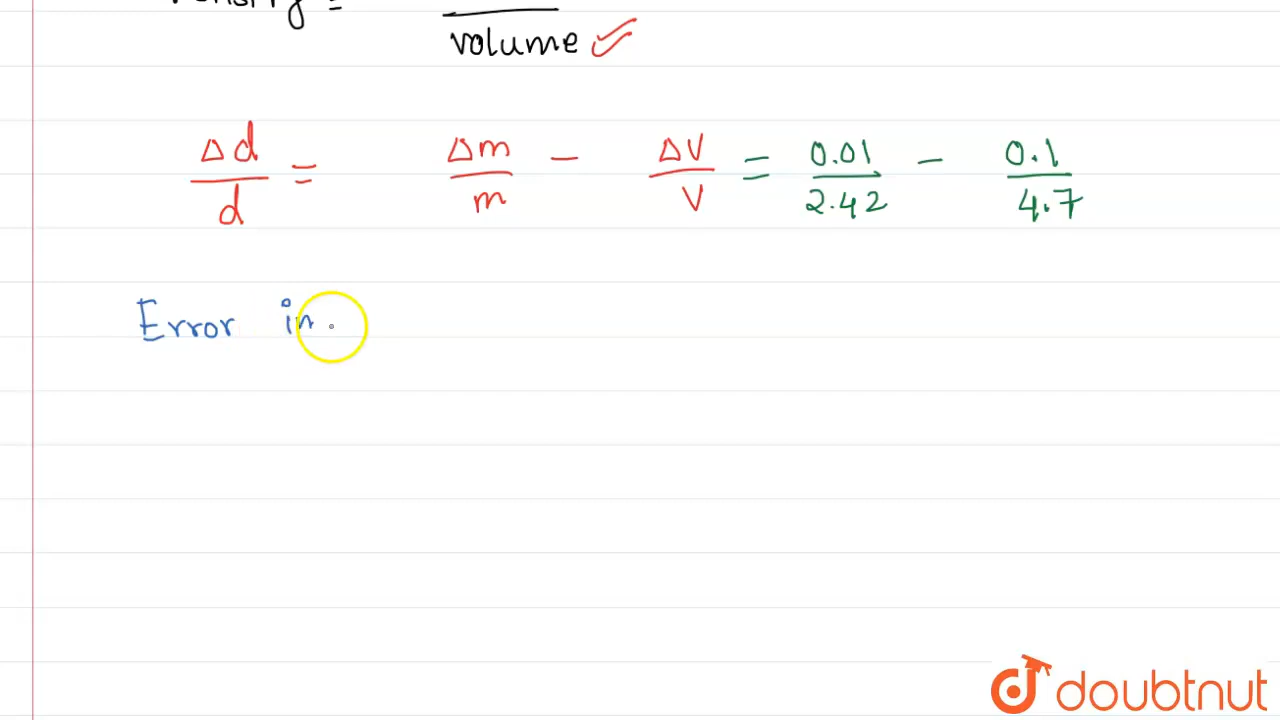 volume
Δd/d = Δm/m - ΔV/V = 0.01/2.42 - 0.1/4.7
Error in
doubtnut